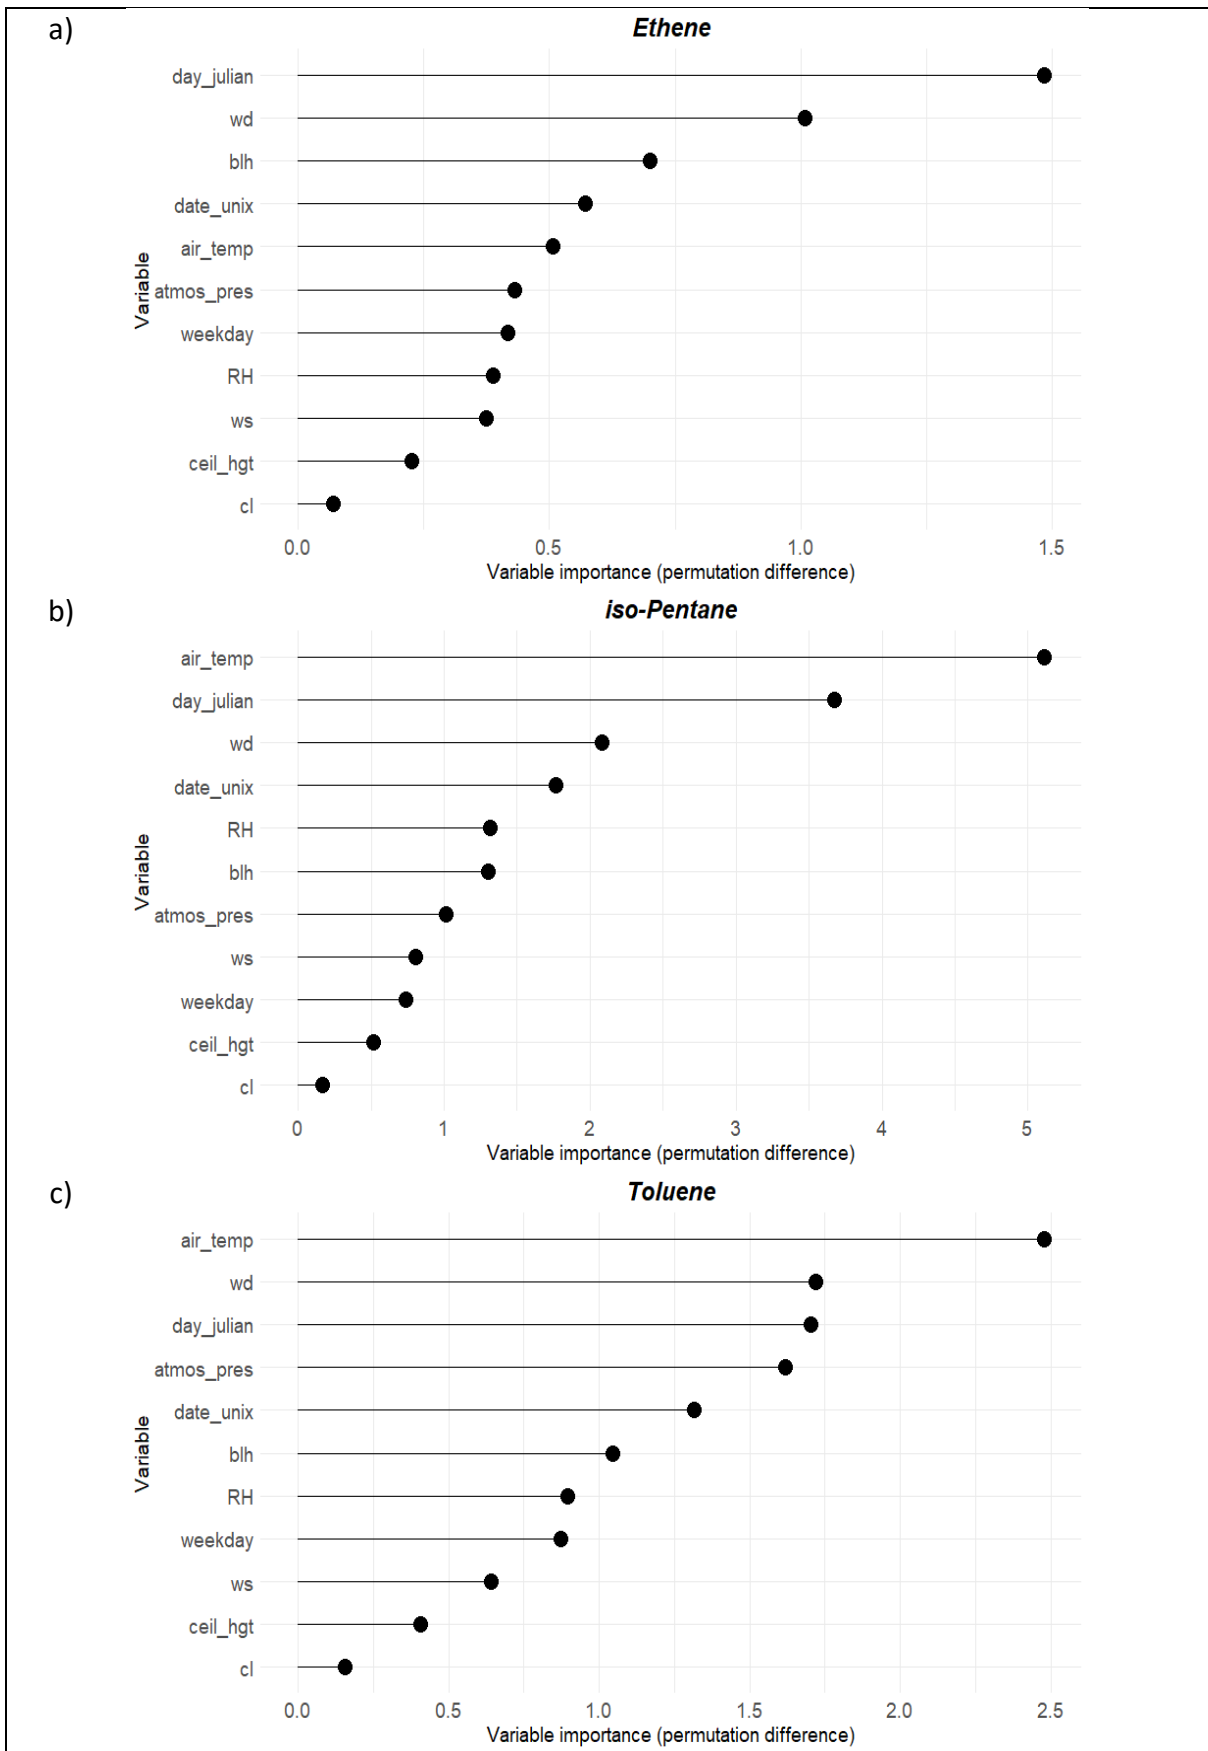 a)
Ethene
day_julian
wd
blh
date_unix
air_temp
atmos_pres
weekday
RH
ws
ceil_hgt
cl
Variable
0.0 0.5 1.0 1.5
Variable importance (permutation difference)
b)
iso-Pentane
air_temp
day_julian
wd
date_unix
RH
blh
atmos_pres
ws
weekday
ceil_hgt
cl
Variable
0 1 2 3 4 5
Variable importance (permutation difference)
c)
Toluene
air_temp
wd
day_julian
atmos_pres
date_unix
blh
RH
weekday
ws
ceil_hgt
cl
Variable
0.0 0.5 1.0 1.5 2.0 2.5
Variable importance (permutation difference)